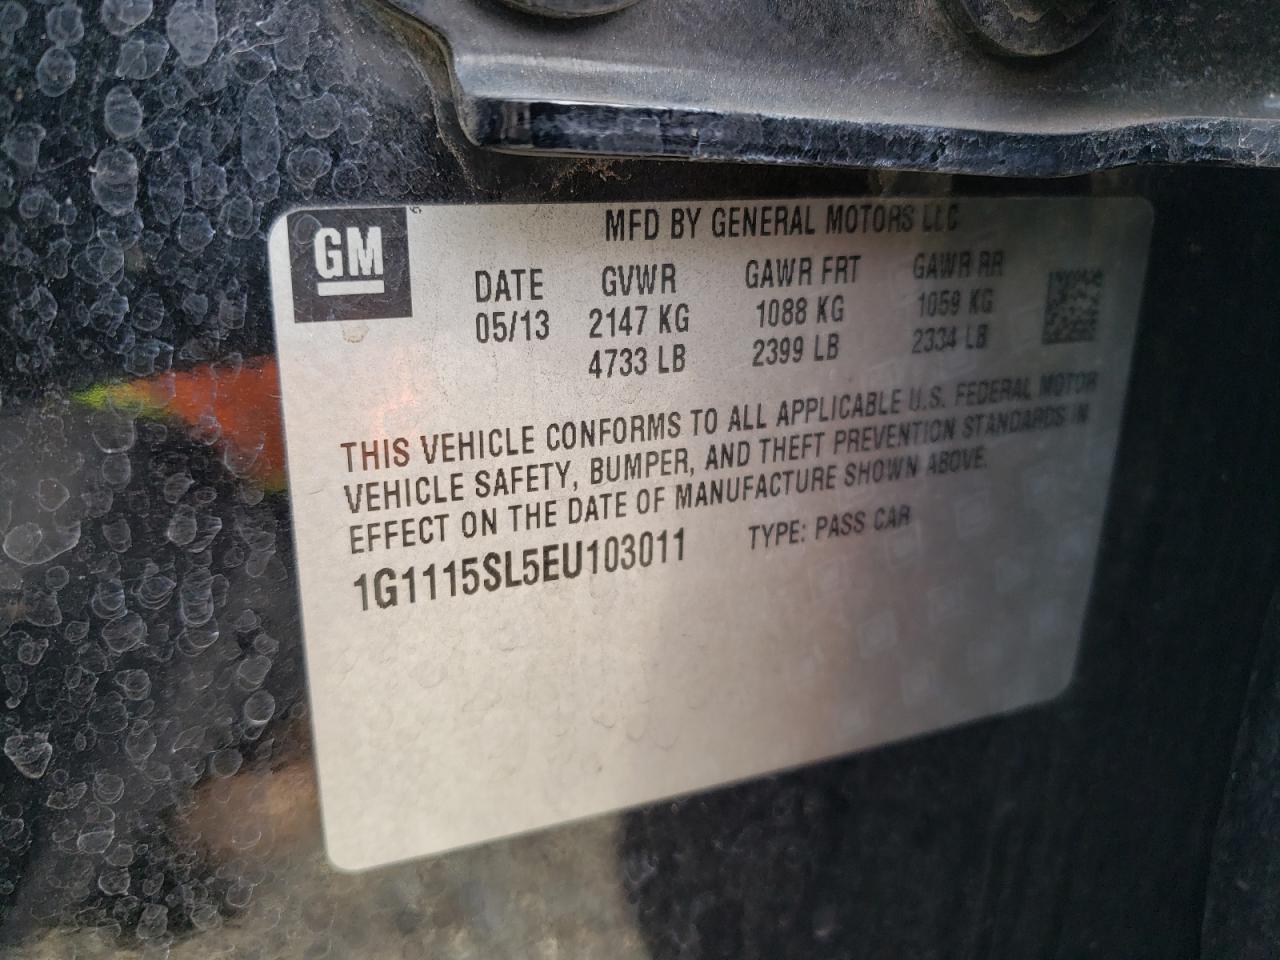 GM
MFD BY GENERAL MOTORS LLC
DATE GVWR GAWR FRT GAWR RR
05/13 2147 KG 1088 KG 1059 KG
4733 LB 2399 LB 2334 LB
THIS VEHICLE CONFORMS TO ALL APPLICABLE U.S. FEDERAL MOTOR
VEHICLE SAFETY, BUMPER, AND THEFT PREVENTION STANDARDS IN
EFFECT ON THE DATE OF MANUFACTURE SHOWN ABOVE.
1G1115SL5EU103011 TYPE: PASS CAR